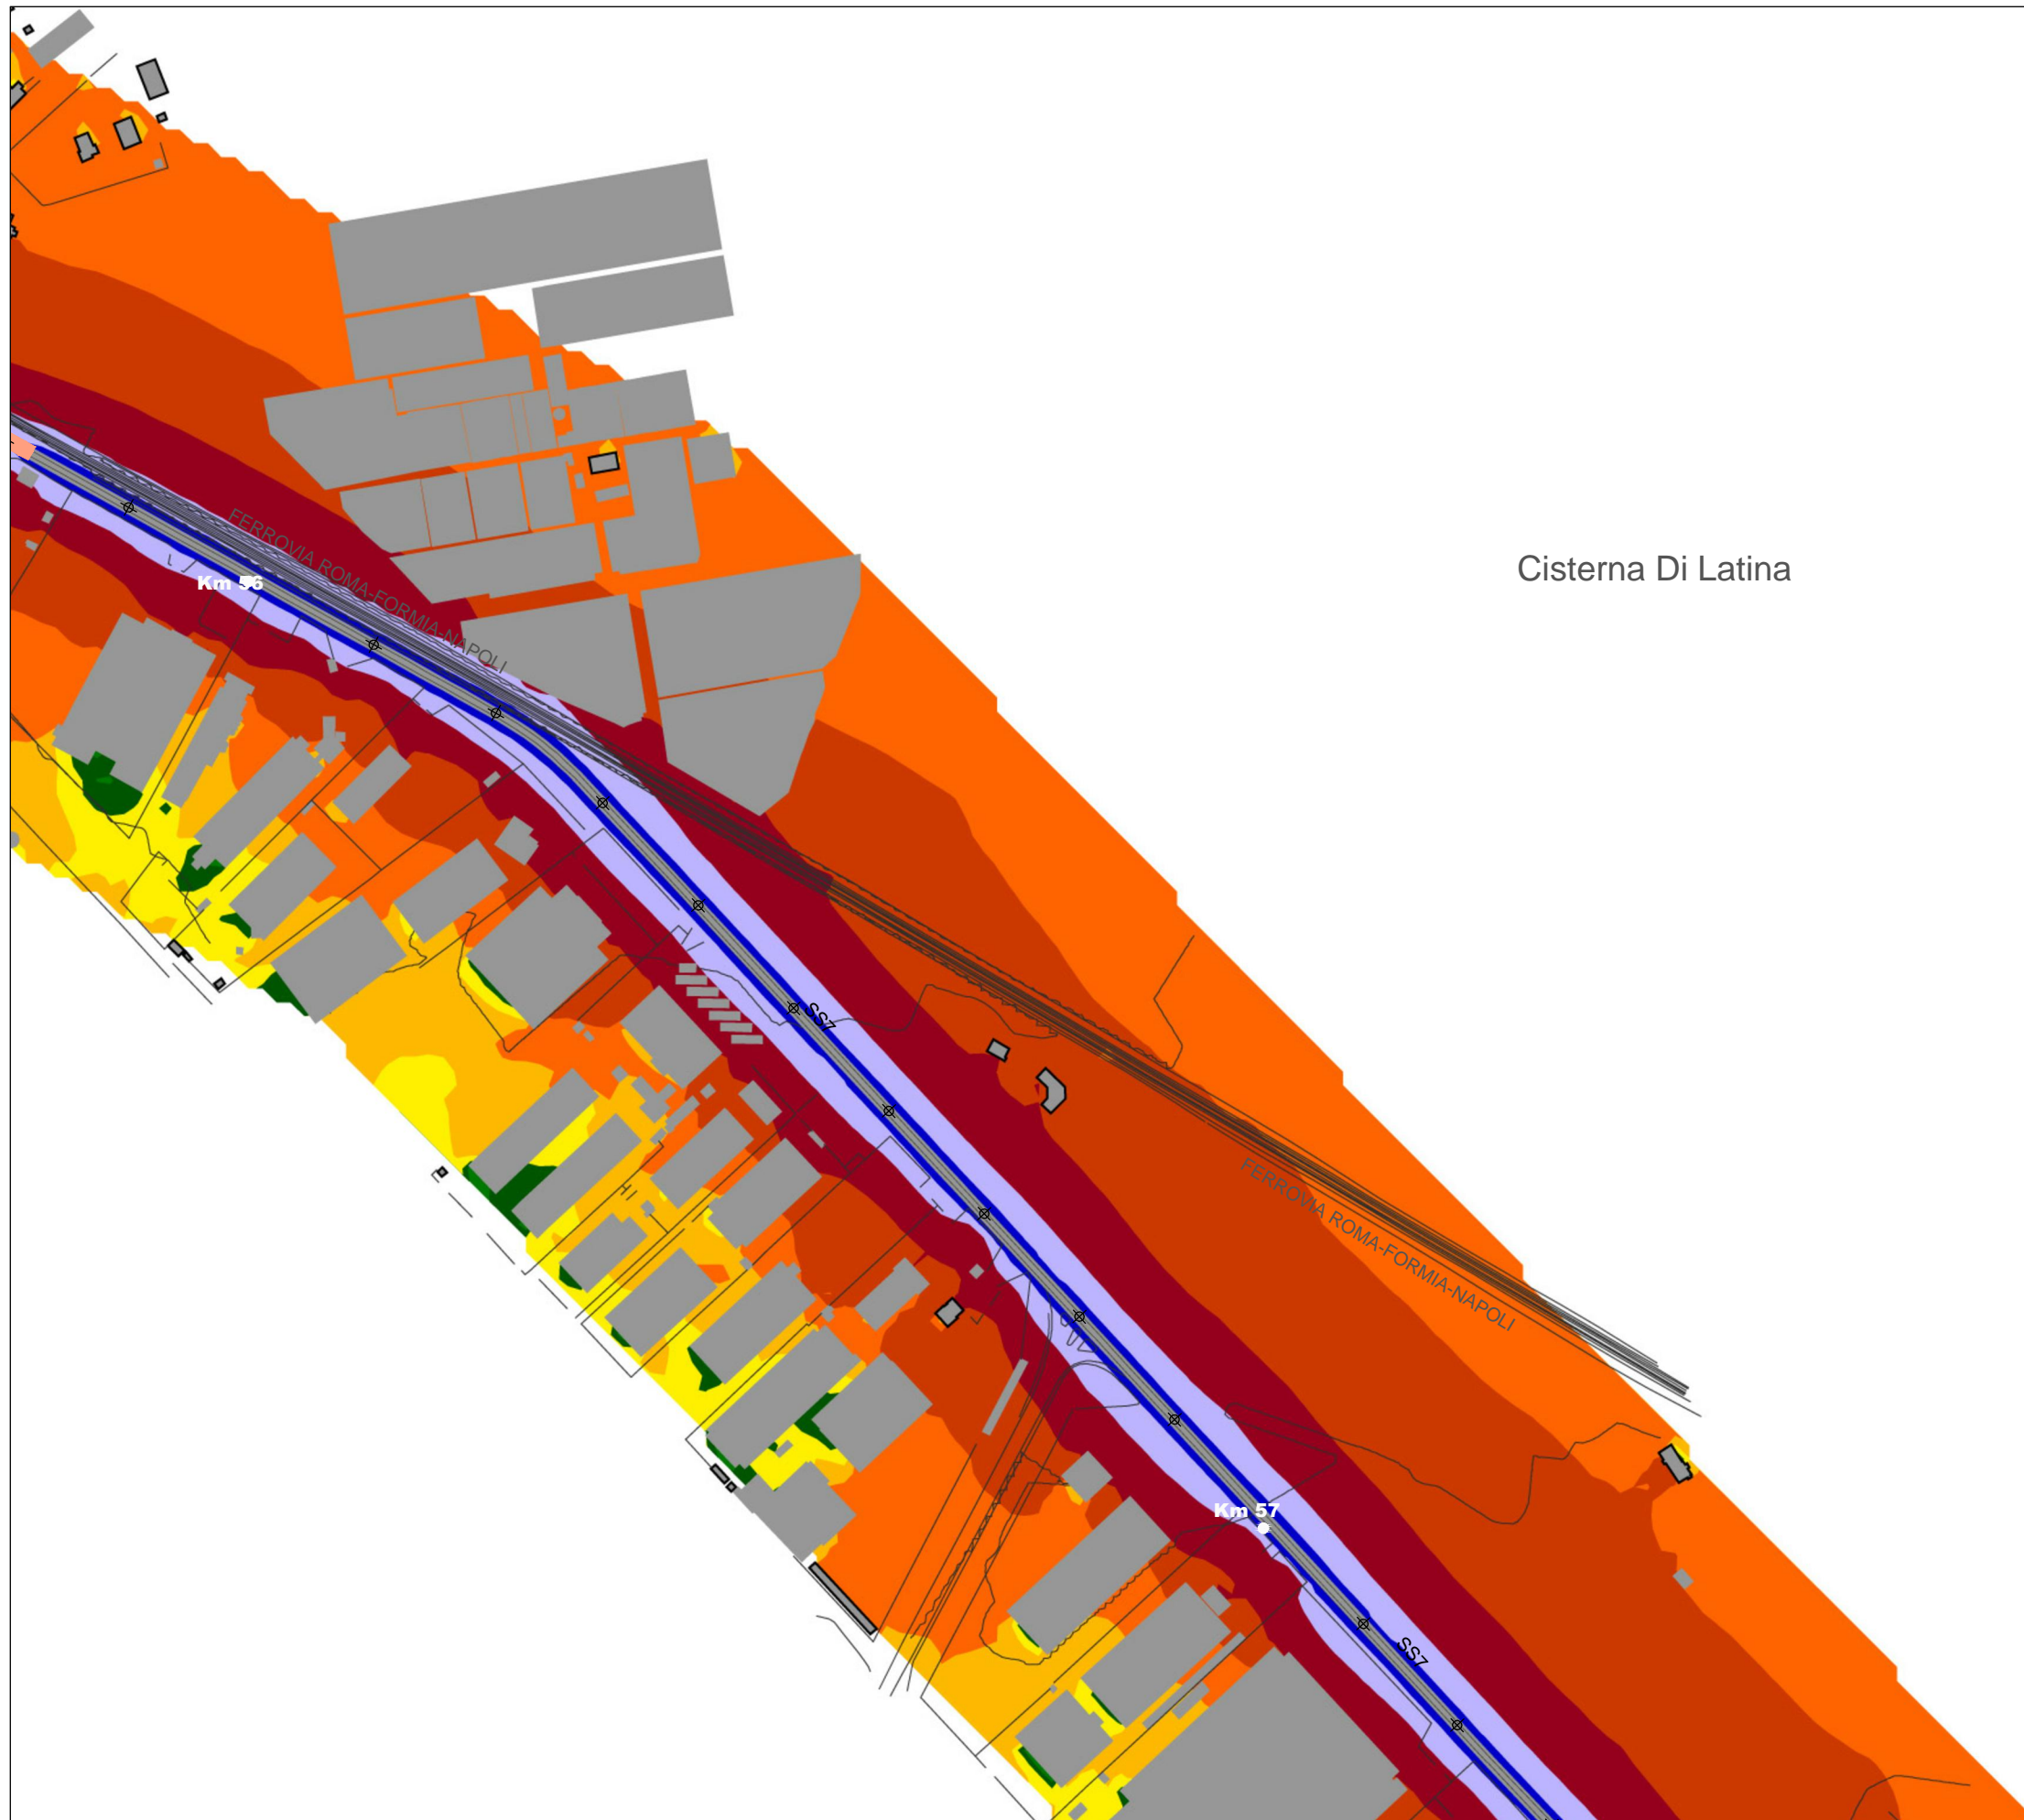 FERROVIA ROMA-FORMIA-NAPOLI
Cisterna Di Latina
Km 56
SS7
FERROVIA ROMA-FORMIA-NAPOLI
Km 57
SS7